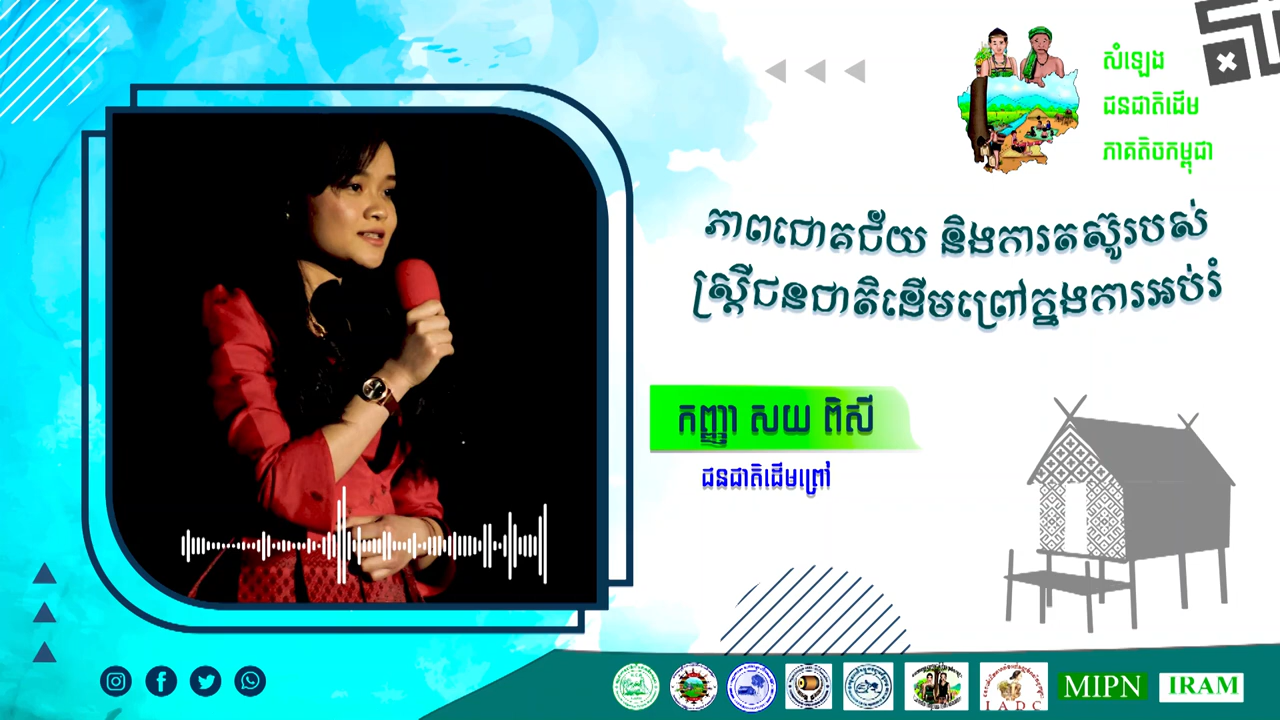 សំឡេង
ជនជាតិដើម
ភាគតិចកម្ពុជា
ភាពជោគជ័យ និងការតស៊ូរបស់
ស្ត្រីជនជាតិដើមព្រៅក្នុងការអប់រំ
កញ្ញា សយ ពិសី
ជនជាតិដើមព្រៅ
IADC
MIPN
IRAM